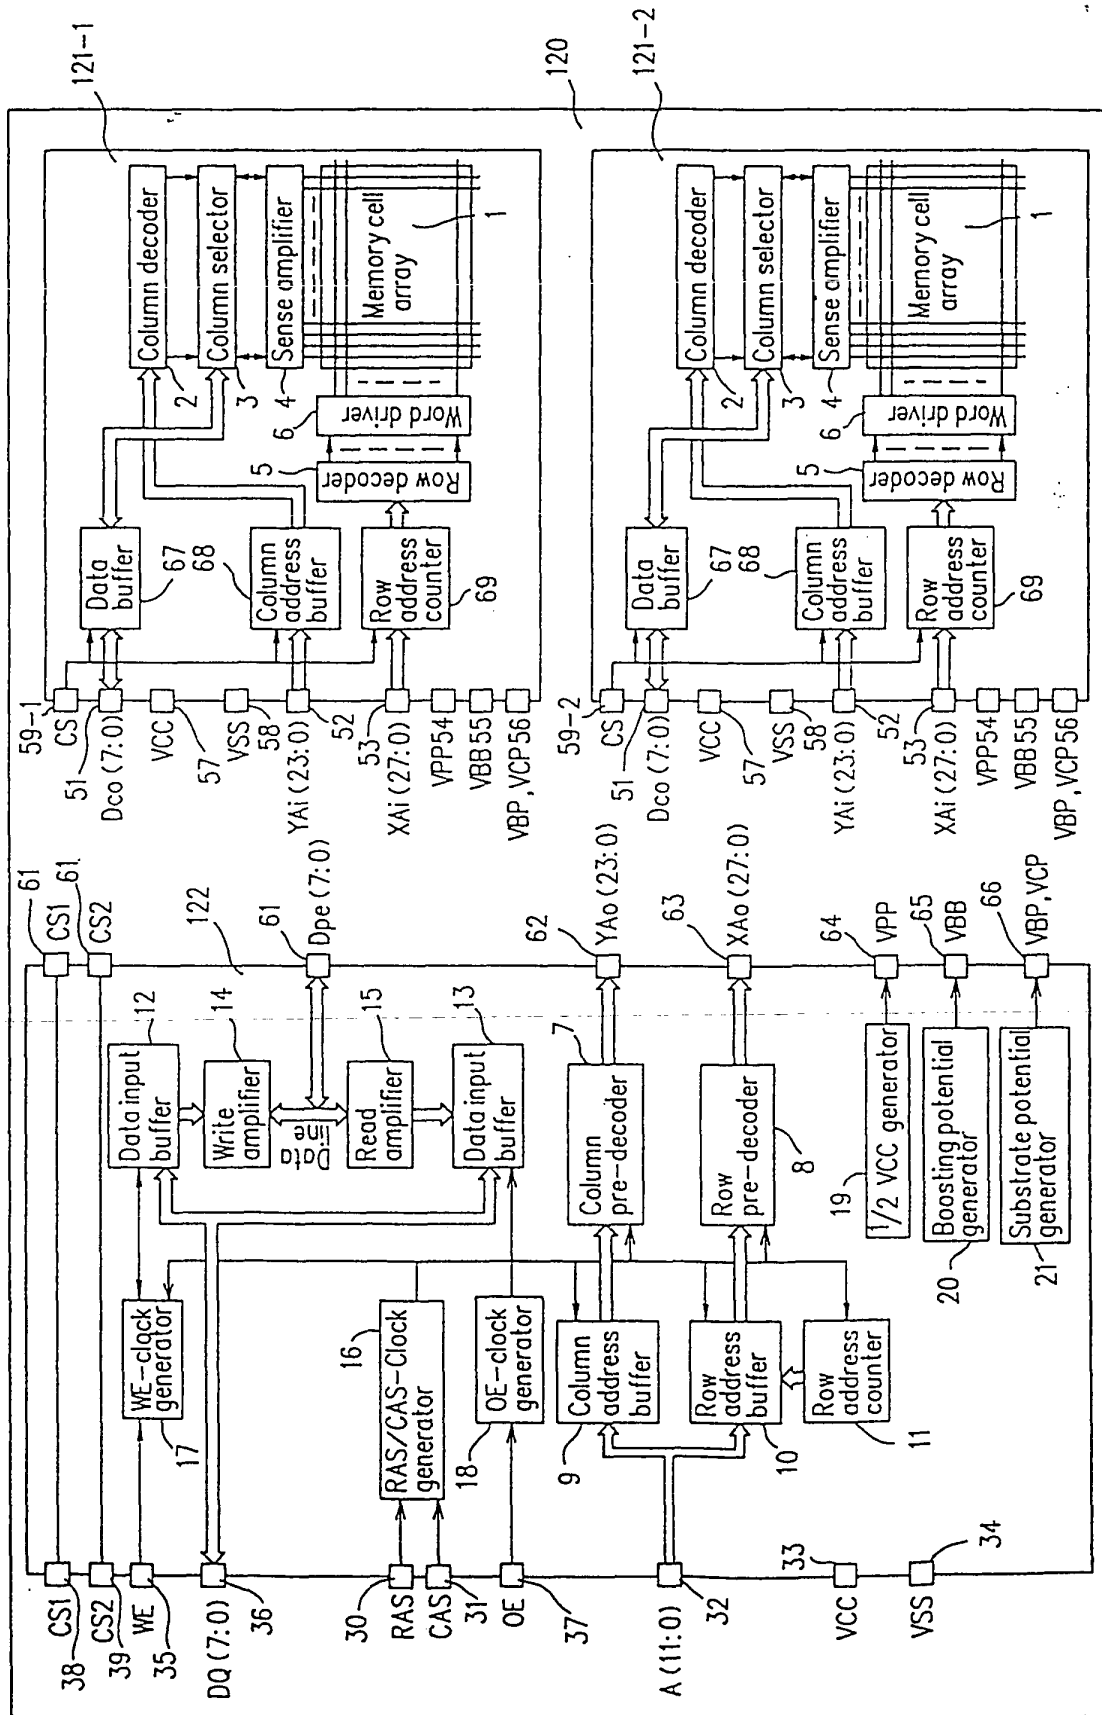 38
CS1
39
CS2
35
WE
DQ (7:0)
36
30
RAS
CAS
31
OE
37
A (11:0)
32
VCC
33
VSS
34
WE-clock
generator
17
16
RAS/CAS-Clock
generator
18
OE-clock
generator
9
Column
address
buffer
Row
address
buffer
10
Row
address
counter
11
12
Data input
buffer
14
Write
amplifier
Data
line
15
Read
amplifier
13
Data input
buffer
7
Column
pre-decoder
Row
pre-decoder
8
19
1/2 VCC generator
Boosting potential
generator
20
Substrate potential
generator
21
61
CS1
61
CS2
122
61
Dpe (7:0)
62
YAo (23:0)
63
XAo (27:0)
64
VPP
65
VBB
66
VBP, VCP
59-1
CS
51
Dco (7:0)
VCC
57
VSS
58
YAi (23:0)
52
53
XAi (27:0)
VPP54
VBB55
VBP, VCP56
Data
buffer
67
68
Column
address
buffer
Row
address
counter
69
5
Row decoder
6
Word driver
Column decoder
2
Column selector
3
Sense amplifier
4
Memory cell
array
1
121-1
120
59-2
CS
51
Dco (7:0)
VCC
57
VSS
58
YAi (23:0)
52
53
XAi (27:0)
VPP54
VBB55
VBP, VCP56
Data
buffer
67
68
Column
address
buffer
Row
address
counter
69
5
Row decoder
6
Word driver
Column decoder
2
Column selector
3
Sense amplifier
4
Memory cell
array
1
121-2